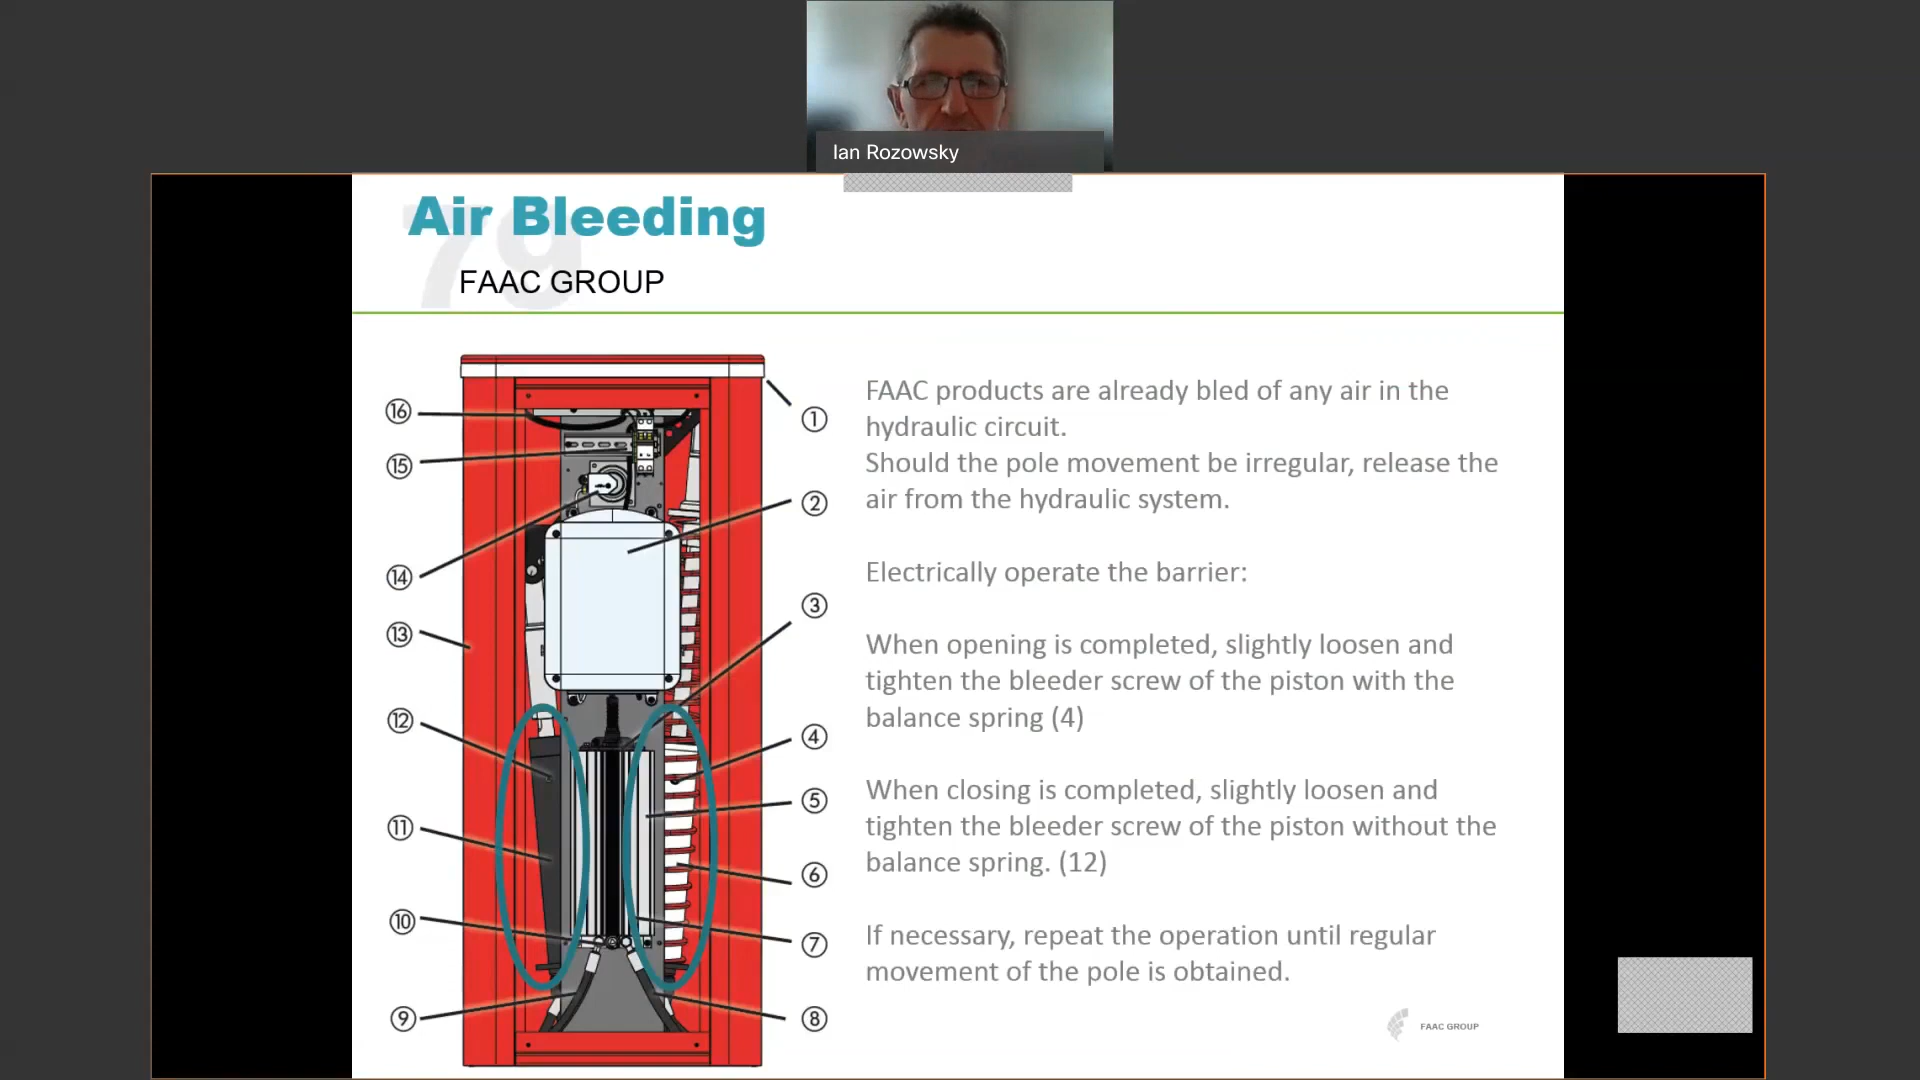 Ian Rozowsky
Air Bleeding
79
FAAC GROUP
FAAC products are already bled of any air in the
hydraulic circuit.
Should the pole movement be irregular, release the
air from the hydraulic system.
Electrically operate the barrier:
When opening is completed, slightly loosen and
tighten the bleeder screw of the piston with the
balance spring (4)
When closing is completed, slightly loosen and
tighten the bleeder screw of the piston without the
balance spring. (12)
If necessary, repeat the operation until regular
movement of the pole is obtained.
16
15
14
13
12
11
10
9
1
2
3
4
5
6
7
8
FAAC GROUP